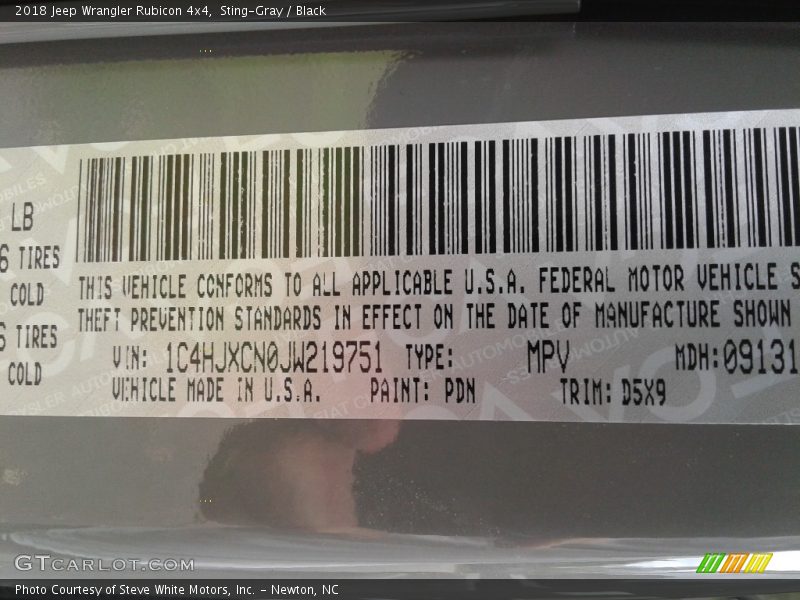 2018 Jeep Wrangler Rubicon 4x4, Sting-Gray / Black
LB
6 TIRES
COLD
6 TIRES
COLD
THIS VEHICLE CONFORMS TO ALL APPLICABLE U.S.A. FEDERAL MOTOR VEHICLE S
THEFT PREVENTION STANDARDS IN EFFECT ON THE DATE OF MANUFACTURE SHOWN
VIN: 1C4HJXCN0JW219751 TYPE: MPV MDH:09131
VEHICLE MADE IN U.S.A. PAINT: PDN TRIM: D5X9
GTCARLOT.COM
Photo Courtesy of Steve White Motors, Inc. - Newton, NC